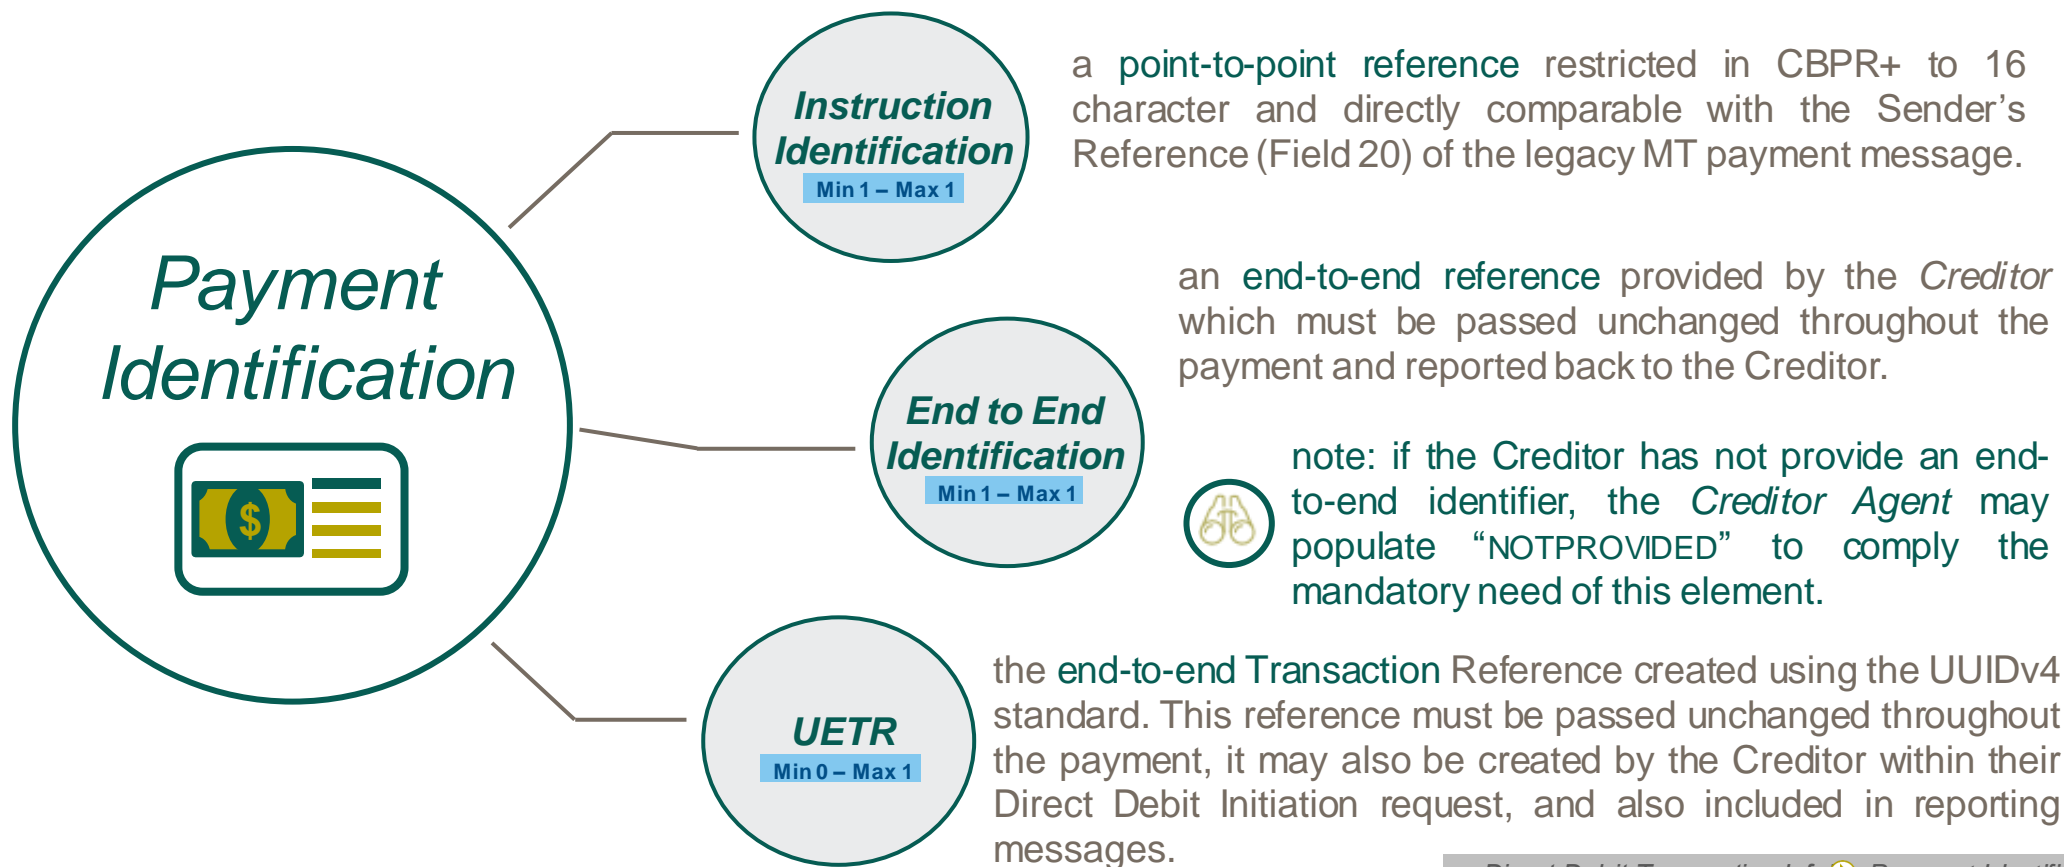 Payment
Identification
$
Instruction
Identification
Min 1 – Max 1
a point-to-point reference restricted in CBPR+ to 16
character and directly comparable with the Sender’s
Reference (Field 20) of the legacy MT payment message.
End to End
Identification
Min 1 – Max 1
an end-to-end reference provided by the Creditor
which must be passed unchanged throughout the
payment and reported back to the Creditor.
note: if the Creditor has not provide an end-
to-end identifier, the Creditor Agent may
populate “NOTPROVIDED” to comply the
mandatory need of this element.
UETR
Min 0 – Max 1
the end-to-end Transaction Reference created using the UUIDv4
standard. This reference must be passed unchanged throughout
the payment, it may also be created by the Creditor within their
Direct Debit Initiation request, and also included in reporting
messages.